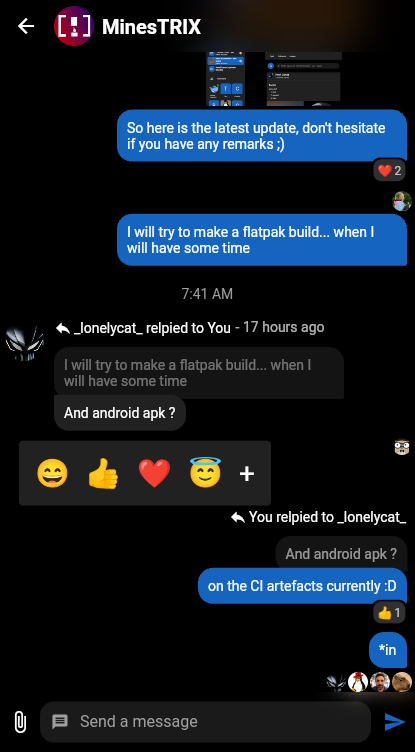 MinesTRIX
So here is the latest update, don't hesitate
if you have any remarks ;)
2
I will try to make a flatpak build... when I
will have some time
7:41 AM
_lonelycat_ relpied to You - 17 hours ago
I will try to make a flatpak build... when I
will have some time
And android apk ?
You relpied to _lonelycat_
And android apk ?
on the CI artefacts currently :D
1
*in
Send a message